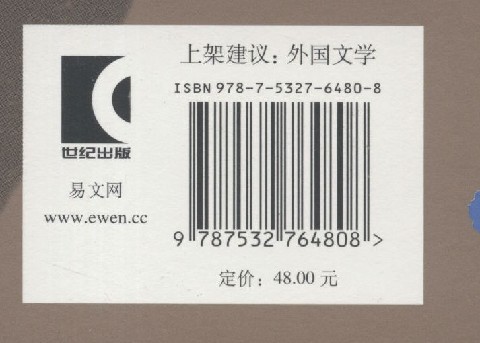 上架建议：外国文学
ISBN 978-7-5327-6480-8
世纪出版
易文网
www.ewen.cc
9 787532 764808 >
定价：48.00 元